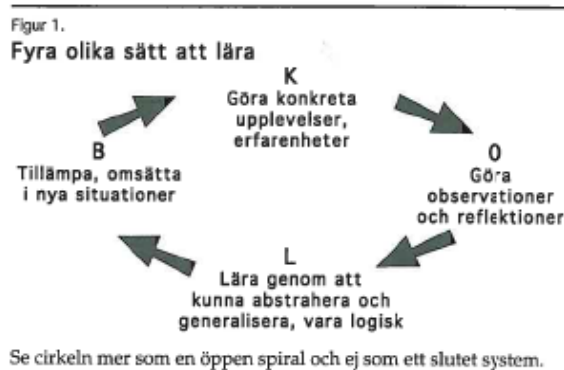 Figur 1.
Fyra olika sätt att lära
K
Göra konkreta
upplevelser,
erfarenheter
O
Göra
observationer
och reflektioner
L
Lära genom att
kunna abstrahera och
generalisera, vara logisk
B
Tillämpa, omsätta
i nya situationer
Se cirkeln mer som en öppen spiral och ej som ett slutet system.